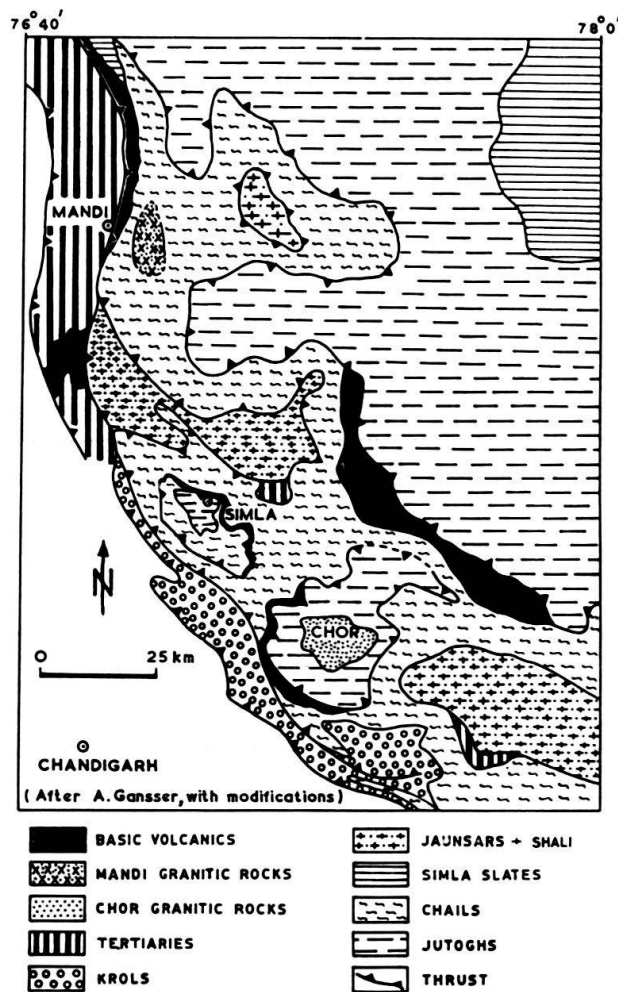 76°40'
78°0'
MANDI
SIMLA
CHOR
N
0 25 km
CHANDIGARH
(After A. Gansser, with modifications)
BASIC VOLCANICS
MANDI GRANITIC ROCKS
CHOR GRANITIC ROCKS
TERTIARIES
KROLS
JAUNSARS + SHALI
SIMLA SLATES
CHAILS
JUTOGHS
THRUST